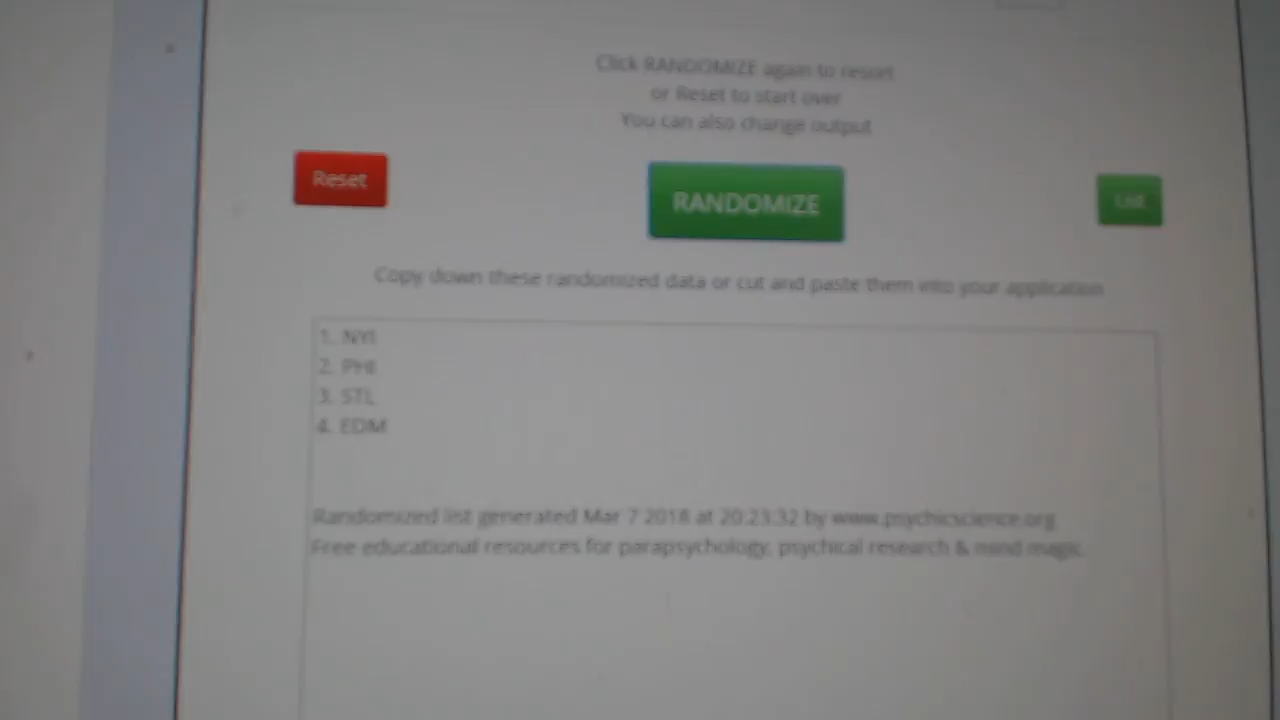 Click RANDOMIZE again to resort
or Reset to start over
You can also change output
Reset
RANDOMIZE
List
Copy down these randomized data or cut and paste them into your application
1. NYI
2. PHI
3. STL
4. EDM
Randomized list generated Mar 7 2018 at 20:23:32 by www.psychicscience.org
Free educational resources for parapsychology, psychical research & mind magic.